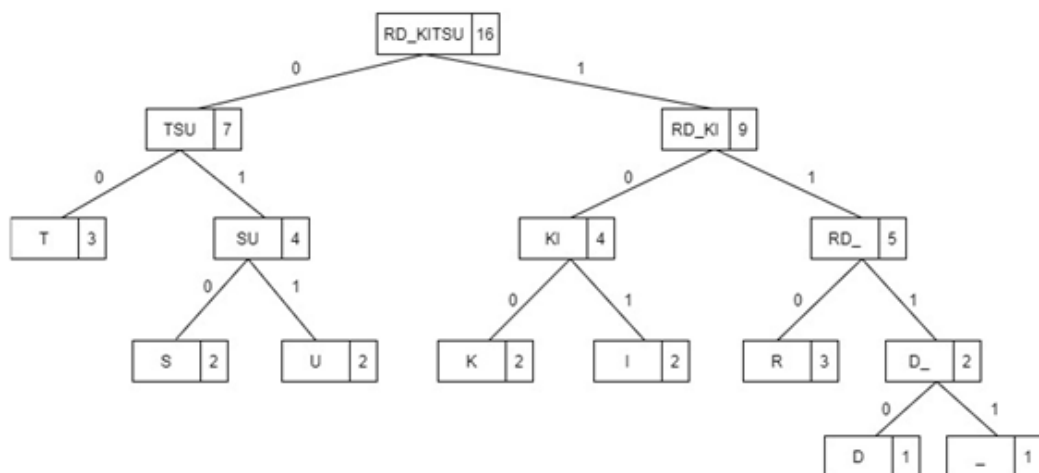 RD_KITSU 16
0 1
TSU 7 RD_KI 9
0 1 0 1
T 3 SU 4 KI 4 RD_ 5
0 1 0 1 0 1
S 2 U 2 K 2 I 2 R 3 D_ 2
0 1
D 1 _ 1